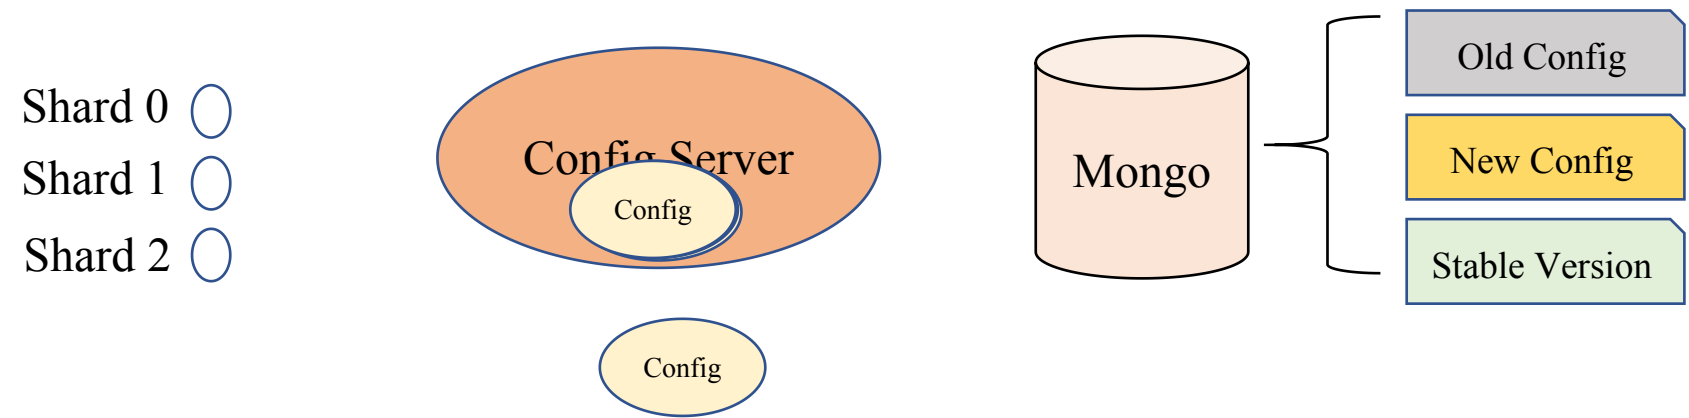 Shard 0
Shard 1
Shard 2
Config Server
Config
Config
Mongo
Old Config
New Config
Stable Version